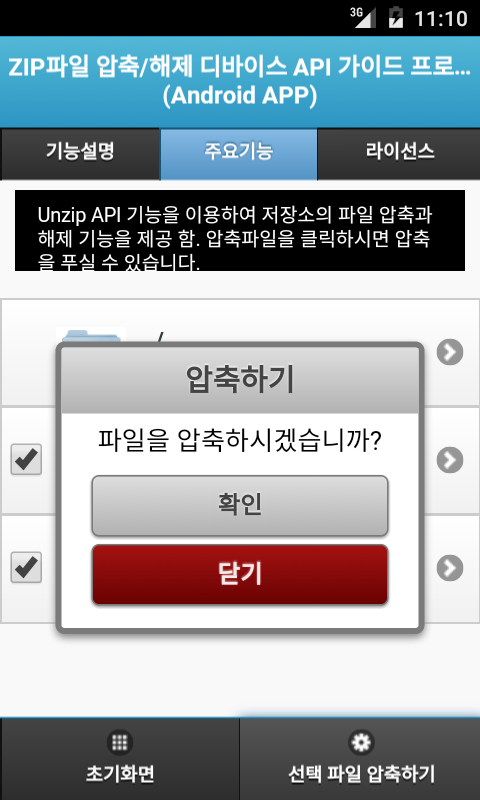 3G
11:10
ZIP파일 압축/해제 디바이스 API 가이드 프로...
(Android APP)
기능설명
주요기능
라이선스
Unzip API 기능을 이용하여 저장소의 파일 압축과
해제 기능을 제공 함. 압축파일을 클릭하시면 압축
을 푸실 수 있습니다.
압축하기
파일을 압축하시겠습니까?
확인
닫기
초기화면
선택 파일 압축하기